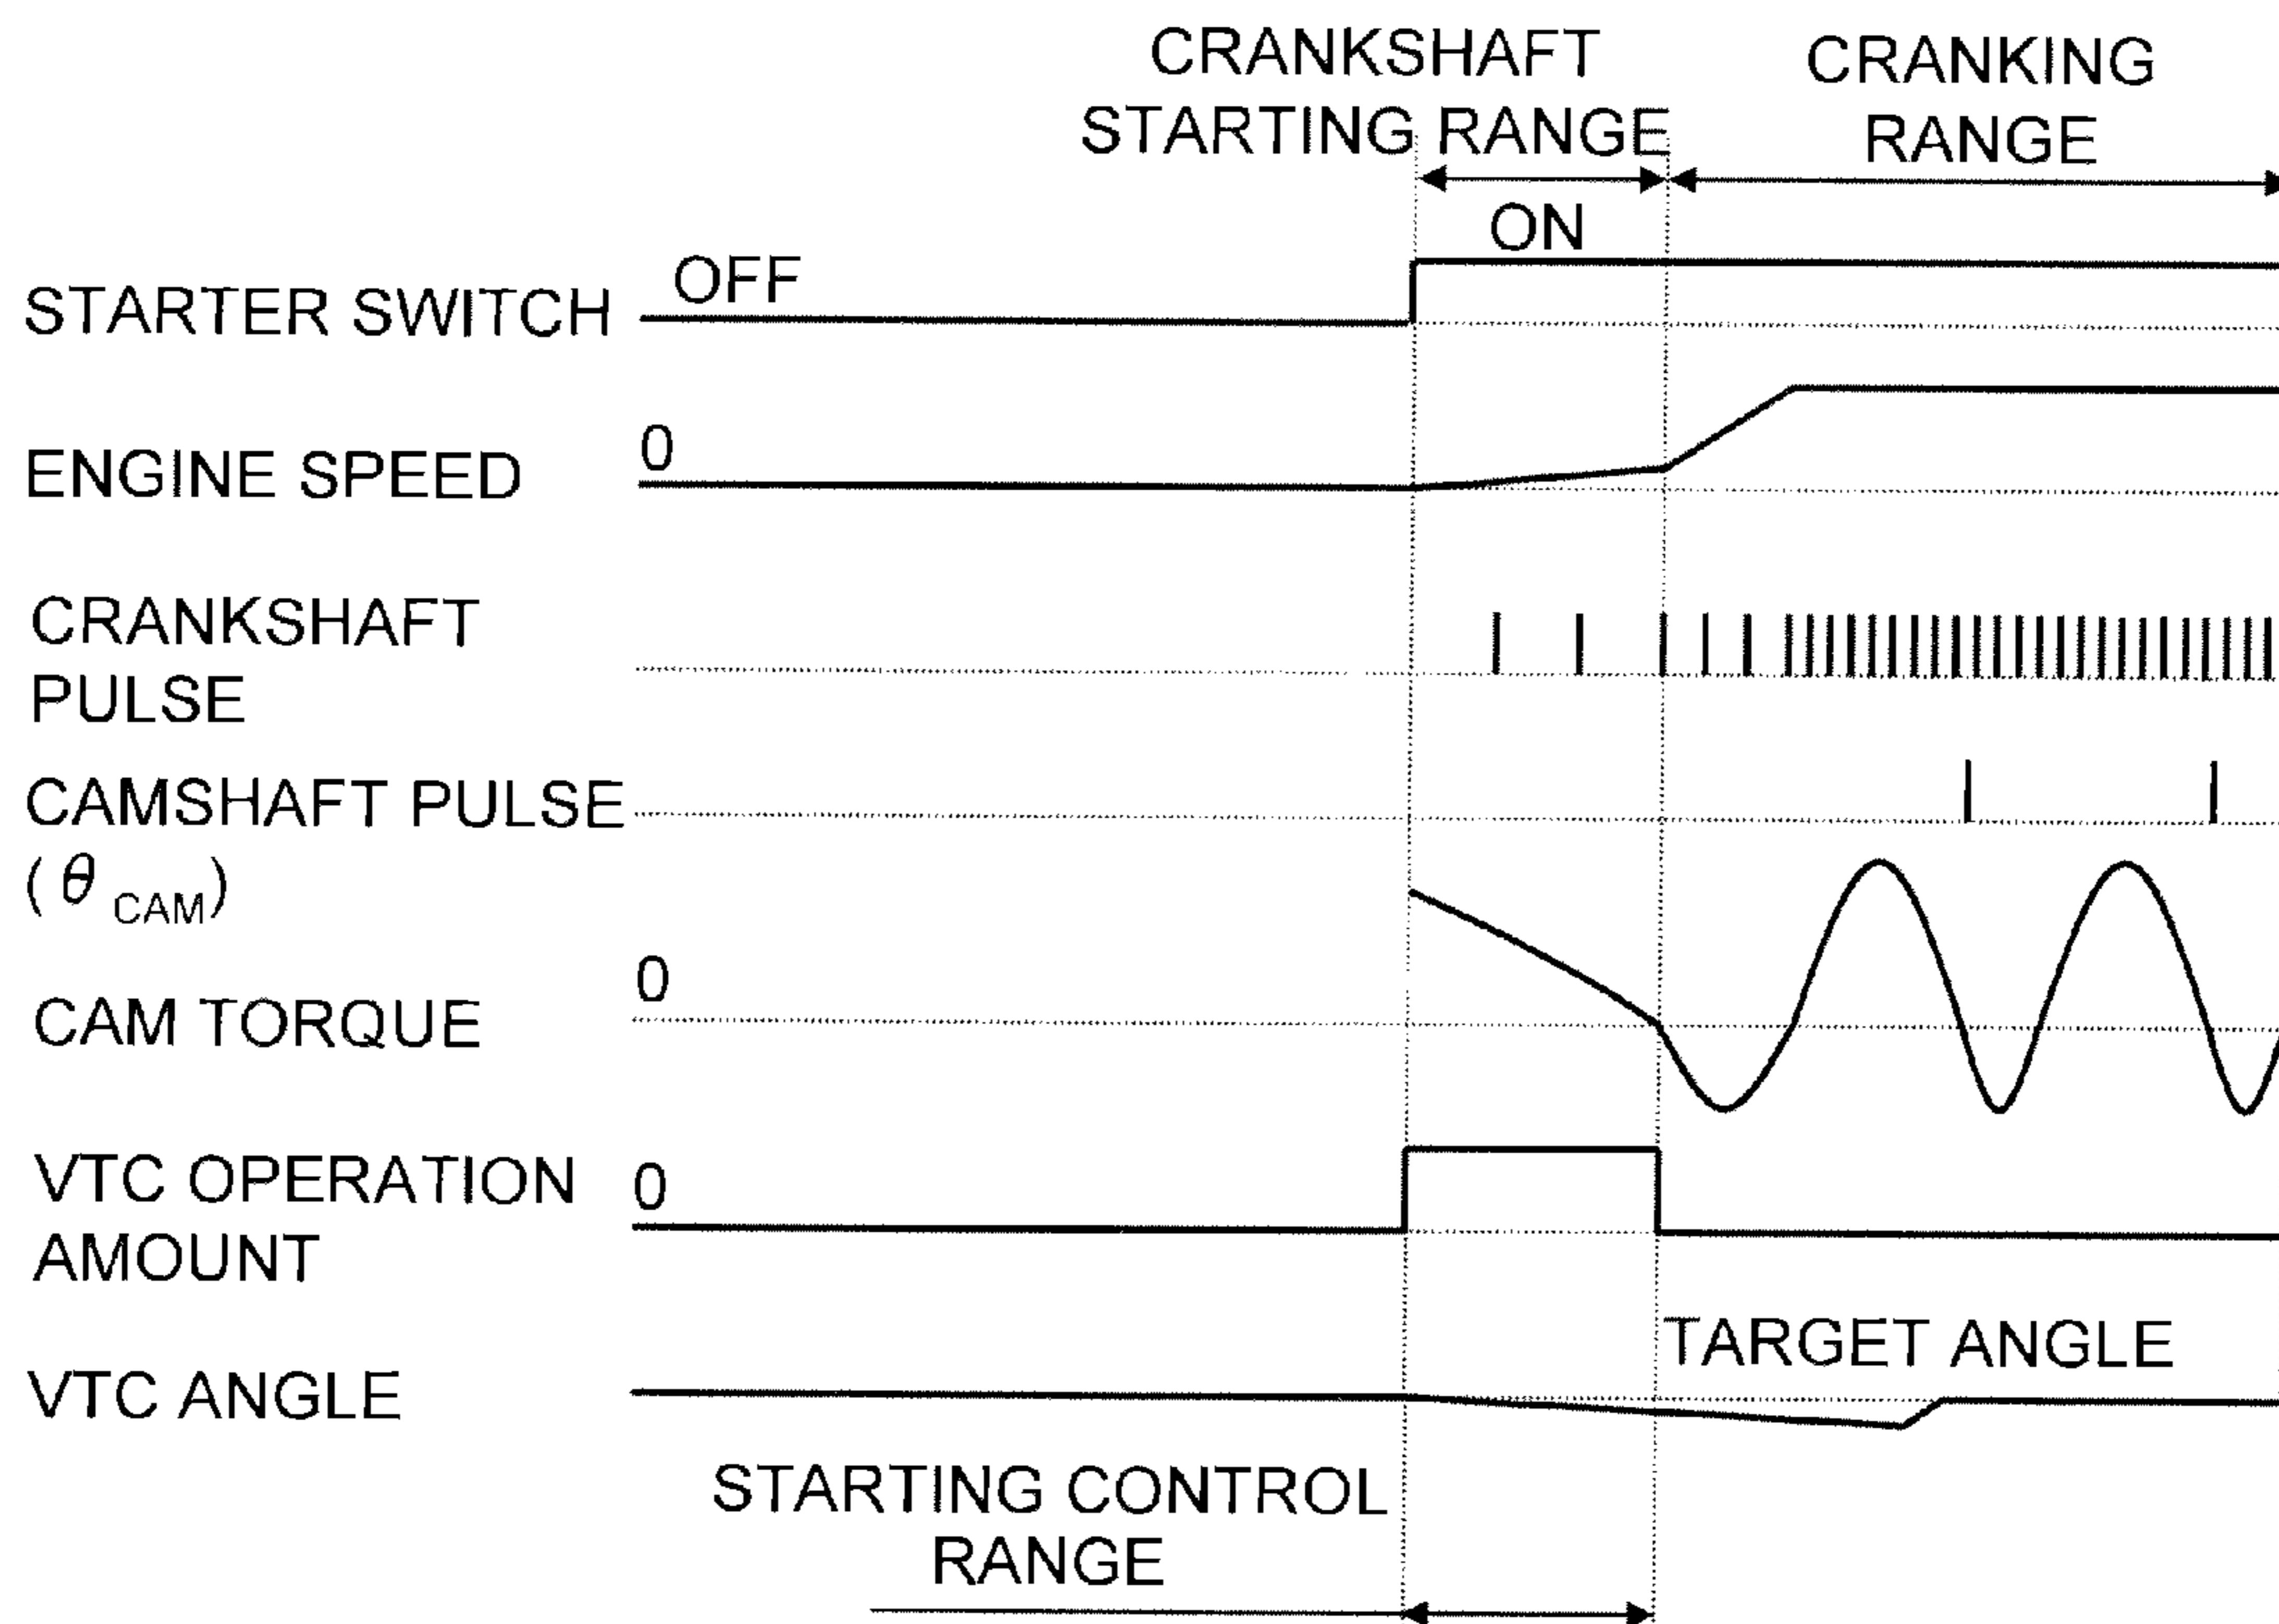 CRANKSHAFT
STARTING RANGE
CRANKING
RANGE
ON
OFF
STARTER SWITCH
0
ENGINE SPEED
CRANKSHAFT
PULSE
CAMSHAFT PULSE
(θCAM)
0
CAM TORQUE
VTC OPERATION
AMOUNT
0
TARGET ANGLE
VTC ANGLE
STARTING CONTROL
RANGE